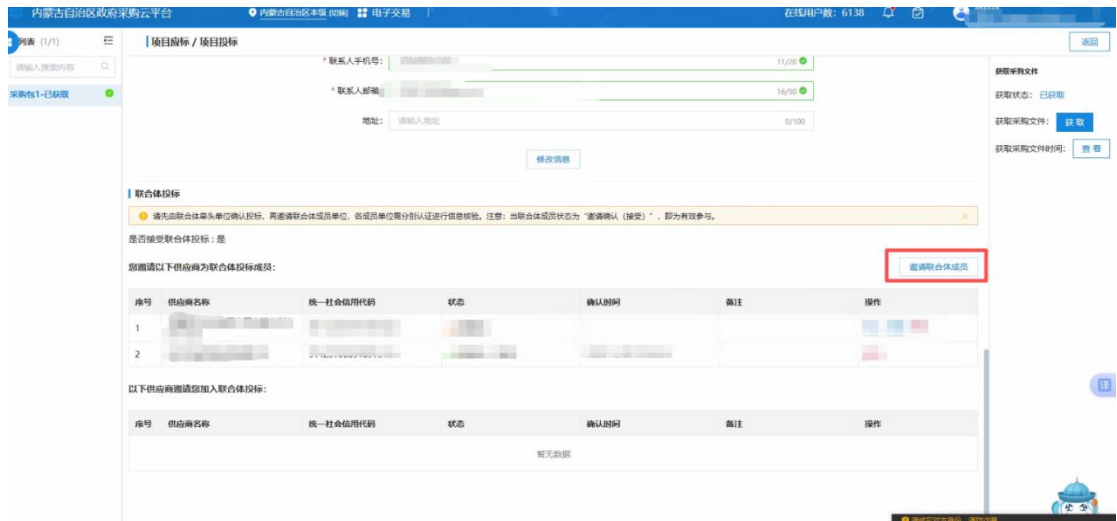 内蒙古自治区政府采购云平台 内蒙古自治区本级 [切换] 电子交易 在线用户数：6138
列表 (1/1) 项目应标 / 项目投标 返回
请输入搜索内容
采购包1-已获取
* 联系人手机号： 11/20
* 联系人邮箱 16/50
地址： 请输入地址 0/100
修改信息
获取采购文件
获取状态： 已获取
获取采购文件： 获 取
获取采购文件时间： 查 看
联合体投标
请先由联合体牵头单位确认投标，再邀请联合体成员单位，各成员单位需分别认证进行信息核验。注意：当联合体成员状态为“邀请确认（接受）”，即为有效参与。
是否接受联合体投标：是
您邀请以下供应商为联合体投标成员： 邀请联合体成员
序号 供应商名称 统一社会信用代码 状态 确认时间 备注 操作
1
2
以下供应商邀请您加入联合体投标：
序号 供应商名称 统一社会信用代码 状态 确认时间 备注 操作
暂无数据
译